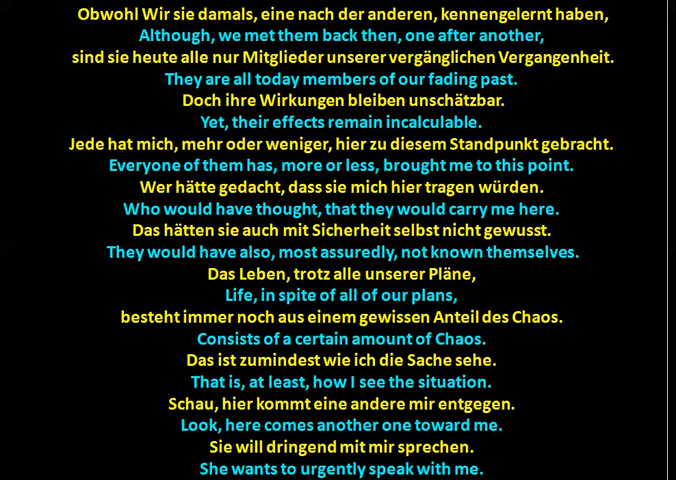 Obwohl Wir sie damals, eine nach der anderen, kennengelernt haben,
Although, we met them back then, one after another,
sind sie heute alle nur Mitglieder unserer vergänglichen Vergangenheit.
They are all today members of our fading past.
Doch ihre Wirkungen bleiben unschätzbar.
Yet, their effects remain incalculable.
Jede hat mich, mehr oder weniger, hier zu diesem Standpunkt gebracht.
Everyone of them has, more or less, brought me to this point.
Wer hätte gedacht, dass sie mich hier tragen würden.
Who would have thought, that they would carry me here.
Das hätten sie auch mit Sicherheit selbst nicht gewusst.
They would have also, most assuredly, not known themselves.
Das Leben, trotz alle unserer Pläne,
Life, in spite of all of our plans,
besteht immer noch aus einem gewissen Anteil des Chaos.
Consists of a certain amount of Chaos.
Das ist zumindest wie ich die Sache sehe.
That is, at least, how I see the situation.
Schau, hier kommt eine andere mir entgegen.
Look, here comes another one toward me.
Sie will dringend mit mir sprechen.
She wants to urgently speak with me.